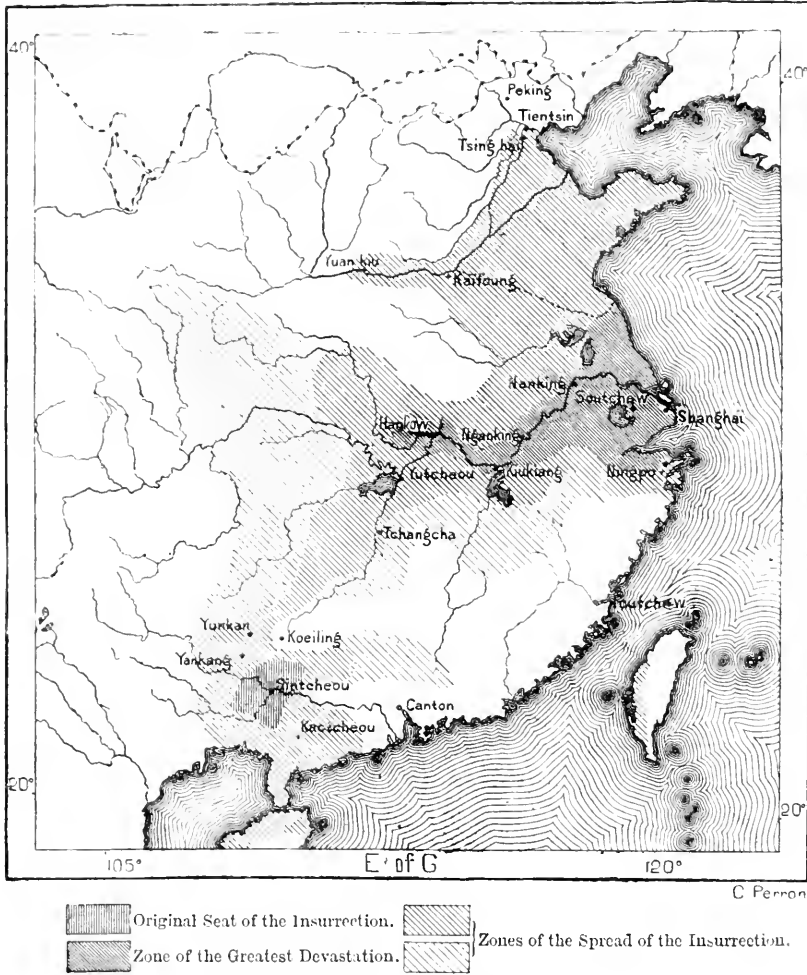 40°
40°
Peking
Tientsin
Tsing hai
Yuan kiu
Kaifoung
Nanking
Soutchew
Shanghai
Hankow
Nganking
Yutcheou
Kiukiang
Ningpo
Tchangcha
Foutchew
Yunkan
Koeiling
Yankang
Sintcheou
Canton
Kaotcheou
20°
20°
105°
E' of G
120°
C Perron
Original Seat of the Insurrection.
Zone of the Greatest Devastation.
Zones of the Spread of the Insurrection.